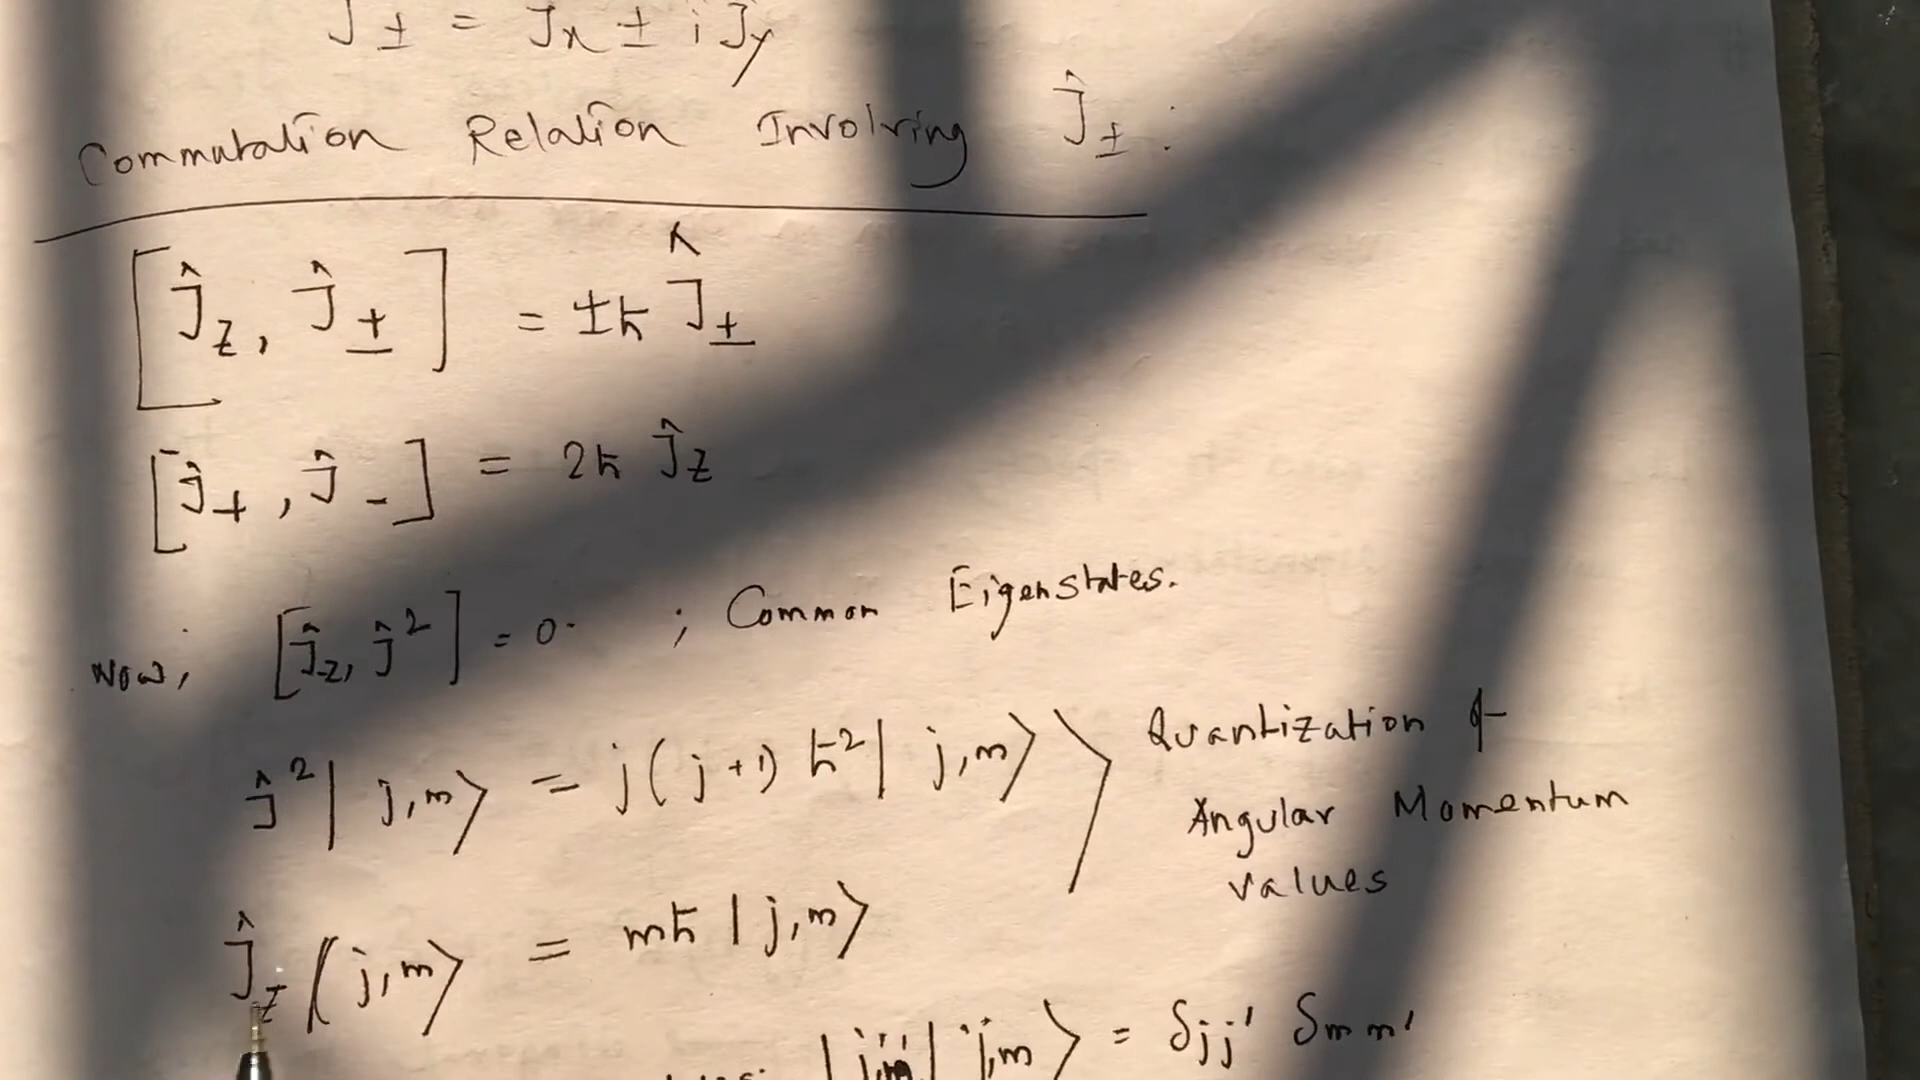 J± = Jx ± iJy
Commutation Relation Involving Ĵ± :
[Ĵz, Ĵ±] = ±ħ Ĵ±
[Ĵ+, Ĵ-] = 2ħ Ĵz
Now, [Ĵz, Ĵ²] = 0. ; Common Eigenstates.
Ĵ²| j,m⟩ = j(j+1) ħ²| j,m⟩ ⟩ Quantization of
Angular Momentum
values
Ĵz |j,m⟩ = mħ |j,m⟩
j,m⟩ = δjj' δmm'